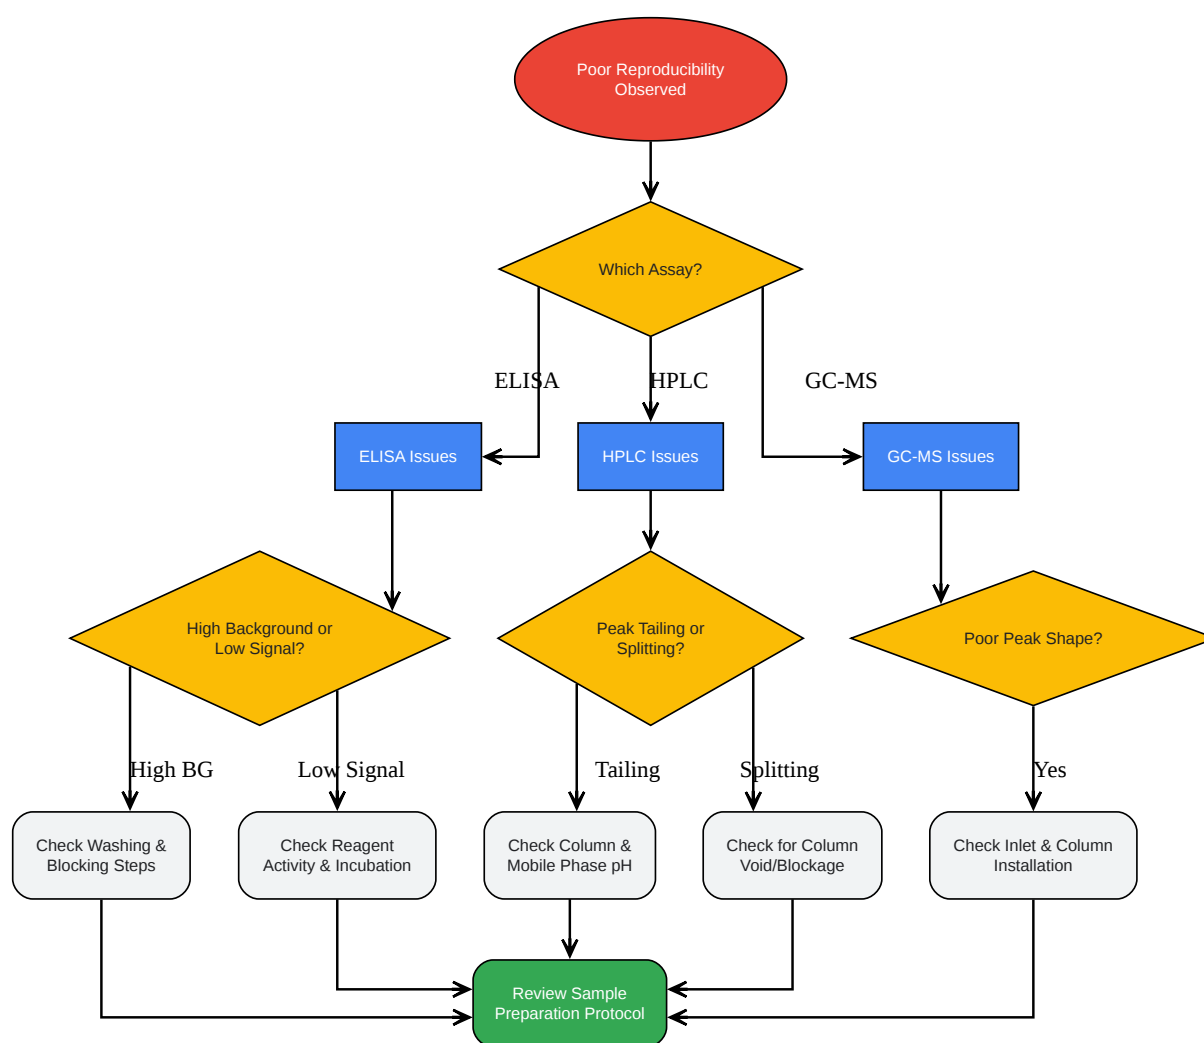 Poor Reproducibility
Observed
Which Assay?
ELISA
HPLC
GC-MS
ELISA Issues
HPLC Issues
GC-MS Issues
High Background or
Low Signal?
Peak Tailing or
Splitting?
Poor Peak Shape?
High BG
Low Signal
Tailing
Splitting
Yes
Check Washing &
Blocking Steps
Check Reagent
Activity & Incubation
Check Column &
Mobile Phase pH
Check for Column
Void/Blockage
Check Inlet & Column
Installation
Review Sample
Preparation Protocol